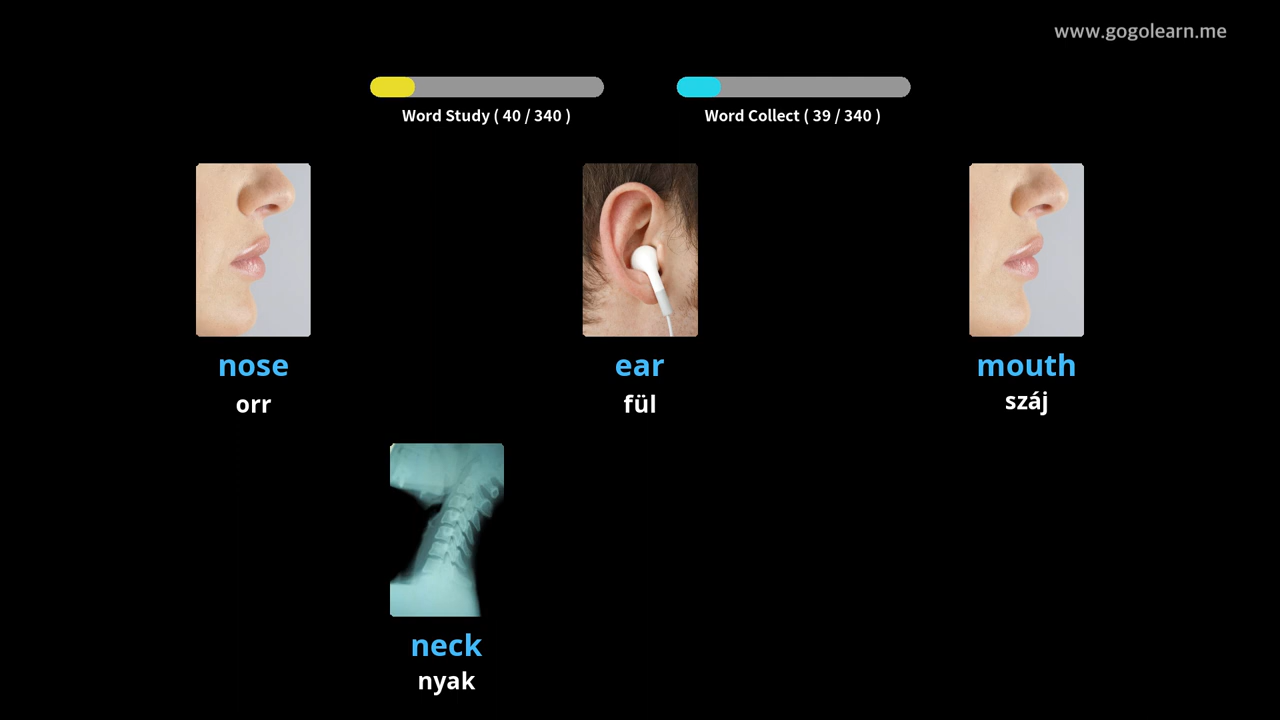 www.gogolearn.me
Word Study ( 40 / 340 )
Word Collect ( 39 / 340 )
nose
orr
ear
fül
mouth
száj
neck
nyak